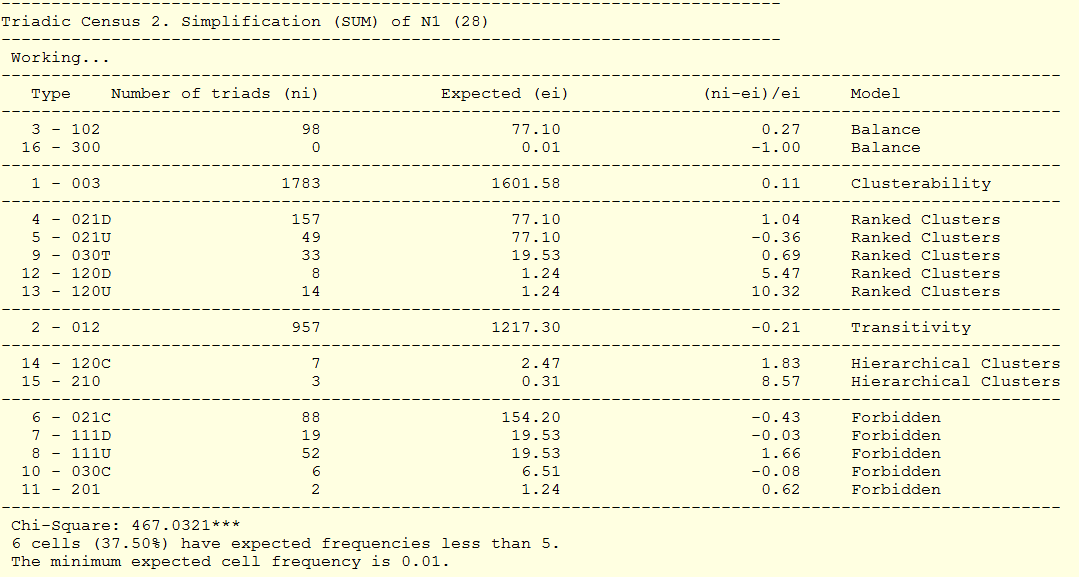 --------------------------------------------------------------------------------
Triadic Census 2. Simplification (SUM) of N1 (28)
--------------------------------------------------------------------------------
Working...
----------------------------------------------------------------------------------------------------------
Type Number of triads (ni) Expected (ei) (ni-ei)/ei Model
----------------------------------------------------------------------------------------------------------
3 - 102 98 77.10 0.27 Balance
16 - 300 0 0.01 -1.00 Balance
----------------------------------------------------------------------------------------------------------
1 - 003 1783 1601.58 0.11 Clusterability
----------------------------------------------------------------------------------------------------------
4 - 021D 157 77.10 1.04 Ranked Clusters
5 - 021U 49 77.10 -0.36 Ranked Clusters
9 - 030T 33 19.53 0.69 Ranked Clusters
12 - 120D 8 1.24 5.47 Ranked Clusters
13 - 120U 14 1.24 10.32 Ranked Clusters
----------------------------------------------------------------------------------------------------------
2 - 012 957 1217.30 -0.21 Transitivity
----------------------------------------------------------------------------------------------------------
14 - 120C 7 2.47 1.83 Hierarchical Clusters
15 - 210 3 0.31 8.57 Hierarchical Clusters
----------------------------------------------------------------------------------------------------------
6 - 021C 88 154.20 -0.43 Forbidden
7 - 111D 19 19.53 -0.03 Forbidden
8 - 111U 52 19.53 1.66 Forbidden
10 - 030C 6 6.51 -0.08 Forbidden
11 - 201 2 1.24 0.62 Forbidden
----------------------------------------------------------------------------------------------------------
Chi-Square: 467.0321***
6 cells (37.50%) have expected frequencies less than 5.
The minimum expected cell frequency is 0.01.